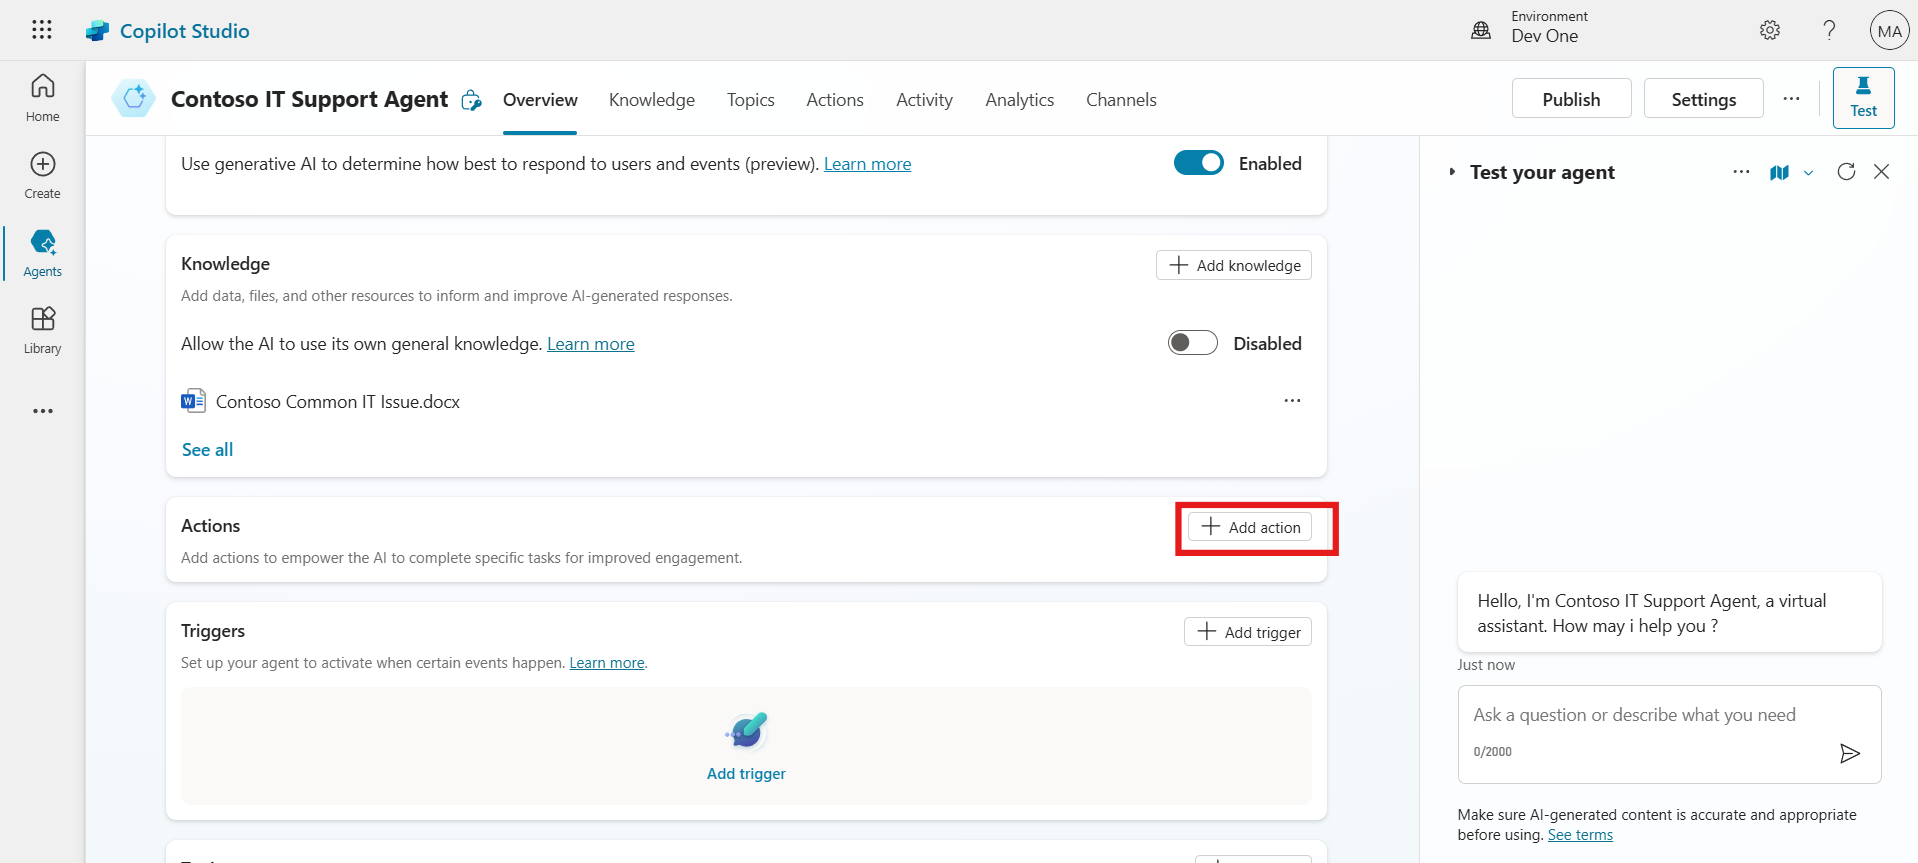 Copilot Studio
Environment
Dev One
MA
Home
Create
Agents
Library
Contoso IT Support Agent
Overview
Knowledge
Topics
Actions
Activity
Analytics
Channels
Publish
Settings
Test
Use generative AI to determine how best to respond to users and events (preview). Learn more
Enabled
Knowledge
Add knowledge
Add data, files, and other resources to inform and improve AI-generated responses.
Allow the AI to use its own general knowledge. Learn more
Disabled
Contoso Common IT Issue.docx
See all
Actions
Add action
Add actions to empower the AI to complete specific tasks for improved engagement.
Triggers
Add trigger
Set up your agent to activate when certain events happen. Learn more.
Add trigger
Test your agent
Hello, I'm Contoso IT Support Agent, a virtual
assistant. How may i help you ?
Just now
Ask a question or describe what you need
0/2000
Make sure AI-generated content is accurate and appropriate
before using. See terms